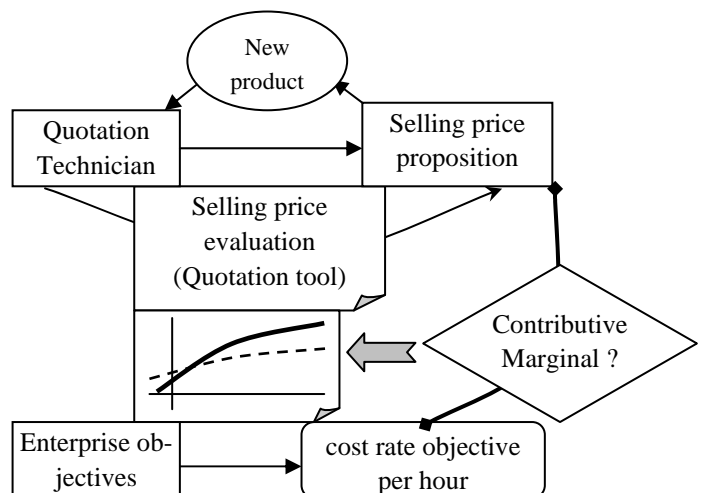 New
product
Quotation
Technician
Selling price
proposition
Selling price
evaluation
(Quotation tool)
Contributive
Marginal ?
Enterprise ob-
jectives
cost rate objective
per hour